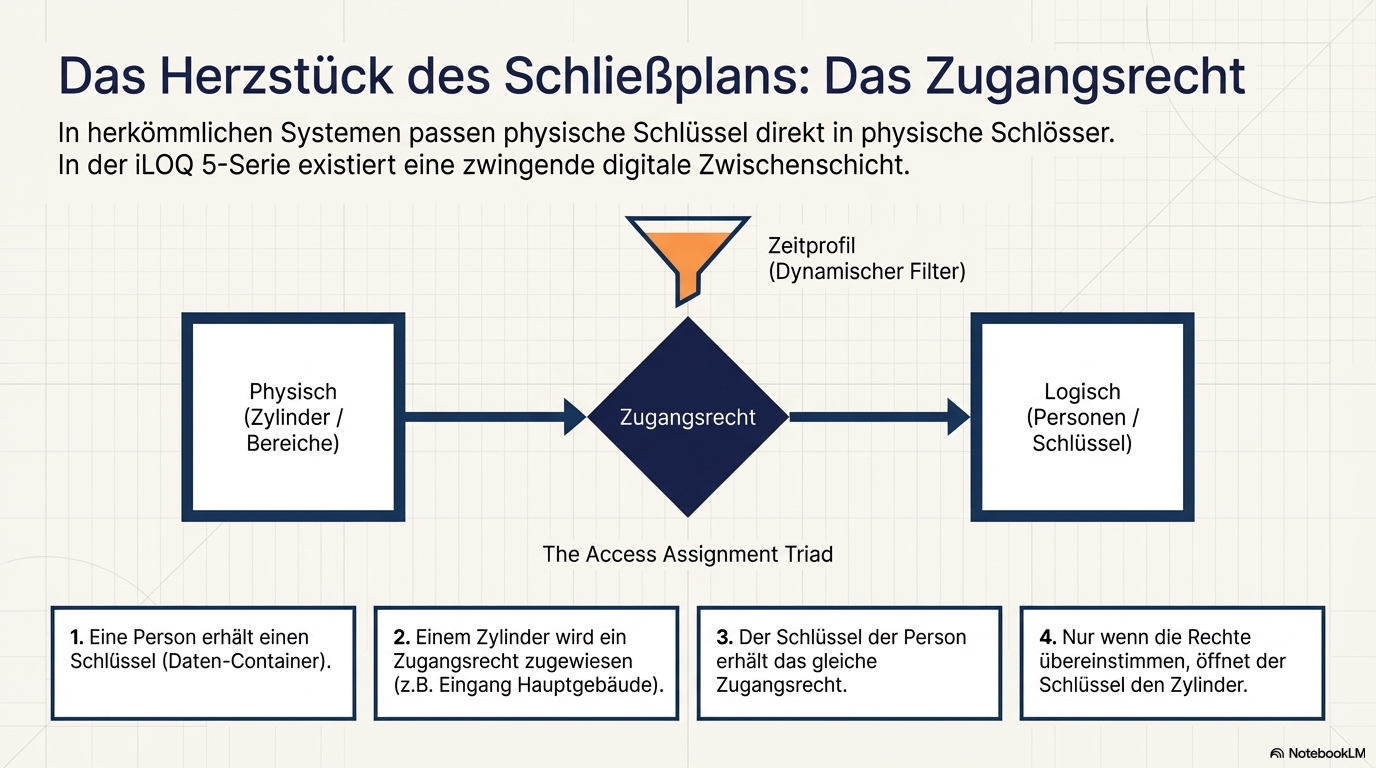 Das Herzstück des Schließplans: Das Zugangsrecht
In herkömmlichen Systemen passen physische Schlüssel direkt in physische Schlösser.
In der iLOQ 5-Serie existiert eine zwingende digitale Zwischenschicht.
Zeitprofil
(Dynamischer Filter)
Physisch
(Zylinder /
Bereiche)
Zugangsrecht
Logisch
(Personen /
Schlüssel)
The Access Assignment Triad
1. Eine Person erhält einen
Schlüssel (Daten-Container).
2. Einem Zylinder wird ein
Zugangsrecht zugewiesen
(z.B. Eingang Hauptgebäude).
3. Der Schlüssel der Person
erhält das gleiche
Zugangsrecht.
4. Nur wenn die Rechte
übereinstimmen, öffnet der
Schlüssel den Zylinder.
NotebookLM